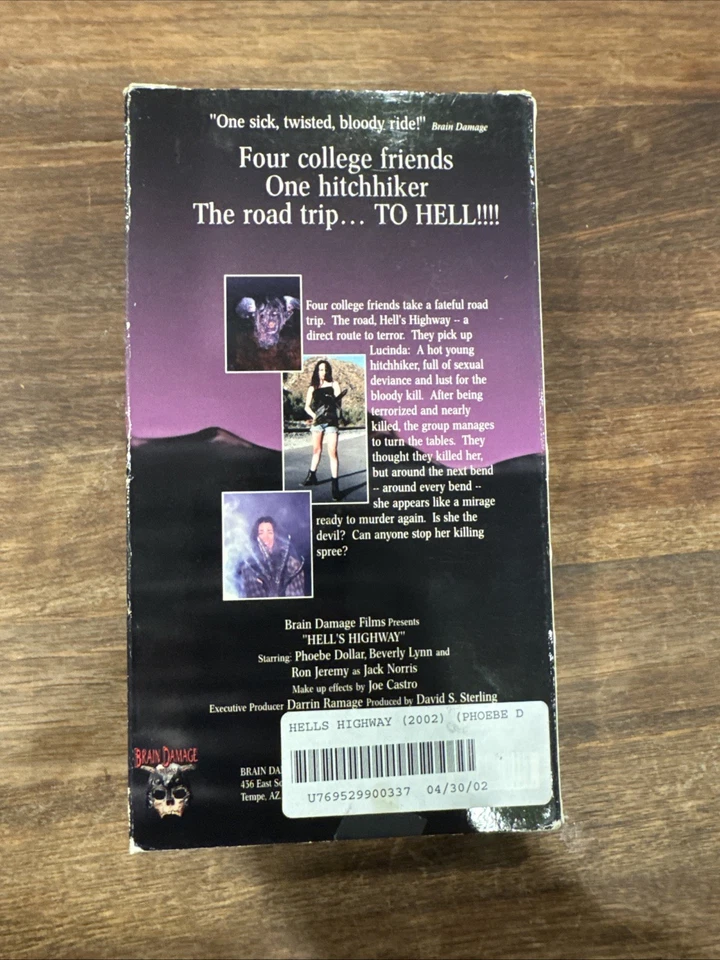 "One sick, twisted, bloody ride!" Brain Damage
Four college friends
One hitchhiker
The road trip... TO HELL!!!!
Four college friends take a fateful road
trip. The road, Hell's Highway -- a
direct route to terror. They pick up
Lucinda: A hot young
hitchhiker, full of sexual
deviance and lust for the
bloody kill. After being
terrorized and nearly
killed, the group manages
to turn the tables. They
thought they killed her,
but around the next bend
-- around every bend --
she appears like a mirage
ready to murder again. Is she the
devil? Can anyone stop her killing
spree?
Brain Damage Films Presents
"HELL'S HIGHWAY"
Starring: Phoebe Dollar, Beverly Lynn and
Ron Jeremy as Jack Norris
Make up effects by Joe Castro
Executive Producer Darrin Ramage Produced by David S. Sterling
HELLS HIGHWAY (2002) (PHOEBE D
U769529900337 04/30/02
BRAIN DAMAGE
BRAIN DA
436 East So
Tempe, AZ.